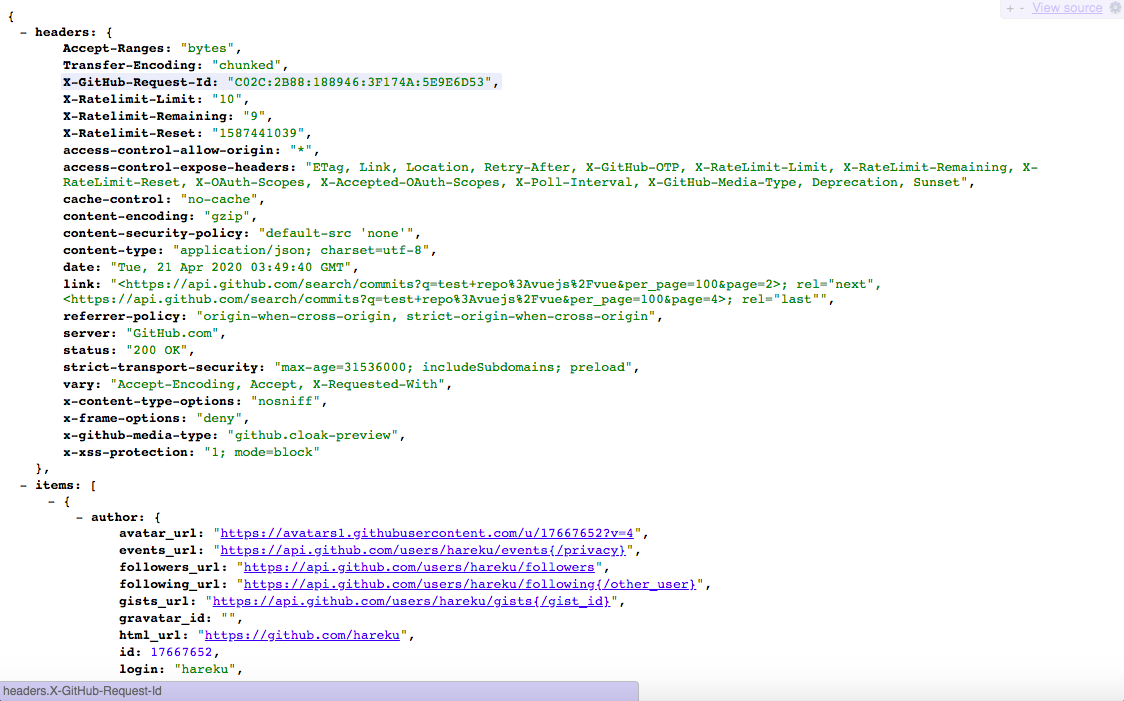 + - View source
{
- headers: {
Accept-Ranges: "bytes",
Transfer-Encoding: "chunked",
X-GitHub-Request-Id: "C02C:2B88:188946:3F174A:5E9E6D53",
X-Ratelimit-Limit: "10",
X-Ratelimit-Remaining: "9",
X-Ratelimit-Reset: "1587441039",
access-control-allow-origin: "*",
access-control-expose-headers: "ETag, Link, Location, Retry-After, X-GitHub-OTP, X-RateLimit-Limit, X-RateLimit-Remaining, X-
RateLimit-Reset, X-OAuth-Scopes, X-Accepted-OAuth-Scopes, X-Poll-Interval, X-GitHub-Media-Type, Deprecation, Sunset",
cache-control: "no-cache",
content-encoding: "gzip",
content-security-policy: "default-src 'none'",
content-type: "application/json; charset=utf-8",
date: "Tue, 21 Apr 2020 03:49:40 GMT",
link: "<https://api.github.com/search/commits?q=test+repo%3Avuejs%2Fvue&per_page=100&page=2>; rel="next",
<https://api.github.com/search/commits?q=test+repo%3Avuejs%2Fvue&per_page=100&page=4>; rel="last"",
referrer-policy: "origin-when-cross-origin, strict-origin-when-cross-origin",
server: "GitHub.com",
status: "200 OK",
strict-transport-security: "max-age=31536000; includeSubdomains; preload",
vary: "Accept-Encoding, Accept, X-Requested-With",
x-content-type-options: "nosniff",
x-frame-options: "deny",
x-github-media-type: "github.cloak-preview",
x-xss-protection: "1; mode=block"
},
- items: [
- {
- author: {
avatar_url: "https://avatars1.githubusercontent.com/u/17667652?v=4",
events_url: "https://api.github.com/users/hareku/events{/privacy}",
followers_url: "https://api.github.com/users/hareku/followers",
following_url: "https://api.github.com/users/hareku/following{/other_user}",
gists_url: "https://api.github.com/users/hareku/gists{/gist_id}",
gravatar_id: "",
html_url: "https://github.com/hareku",
id: 17667652,
login: "hareku",
headers.X-GitHub-Request-Id